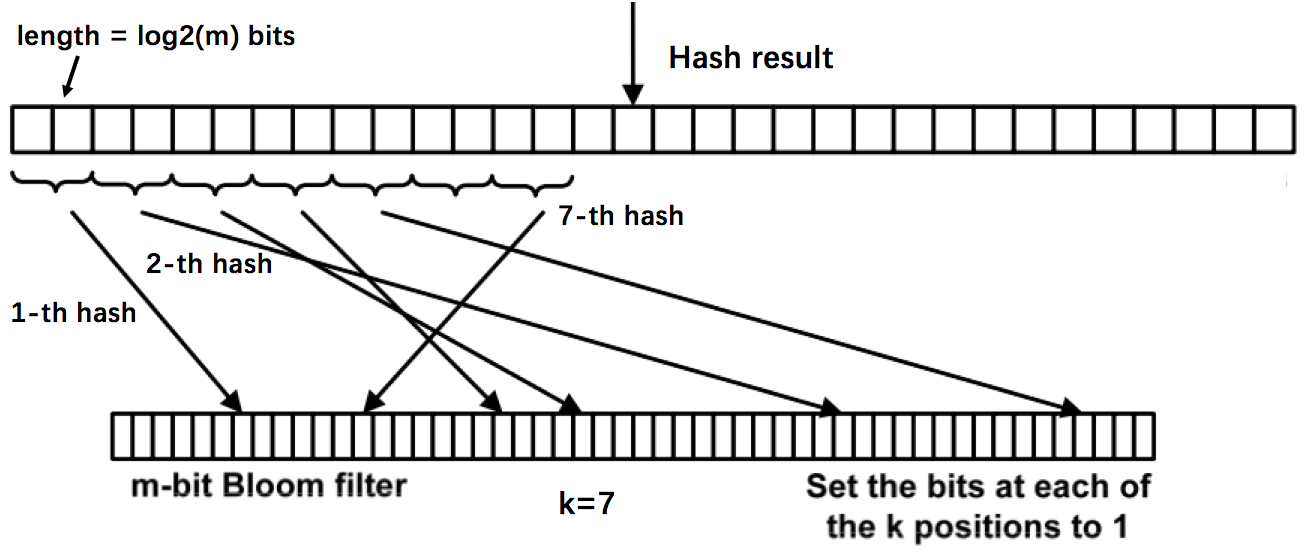 length = log2(m) bits
Hash result
7-th hash
2-th hash
1-th hash
m-bit Bloom filter
k=7
Set the bits at each of
the k positions to 1